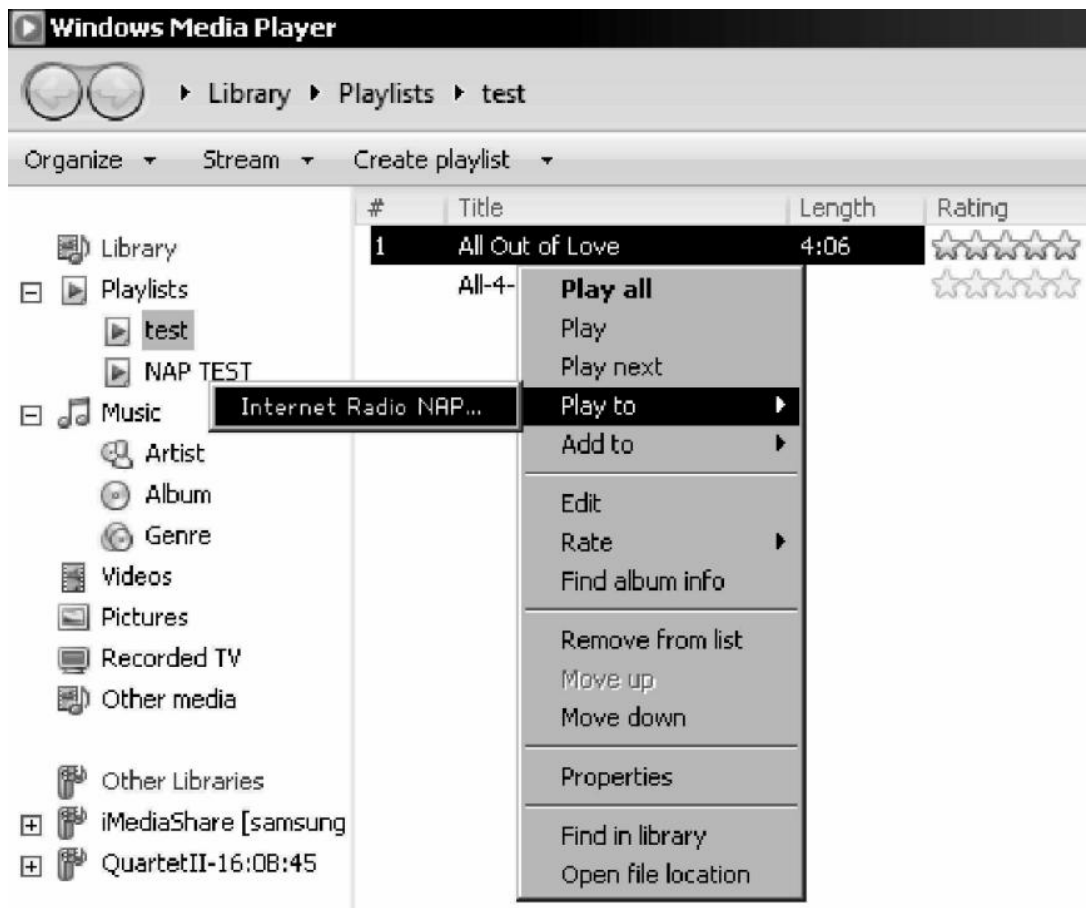 Windows Media Player
Library Playlists test
Organize Stream Create playlist
# Title Length Rating
1 All Out of Love 4:06
All-4-
Library
Playlists
test
NAP TEST
Music
Artist
Album
Genre
Videos
Pictures
Recorded TV
Other media
Other Libraries
iMediaShare [samsung
QuartetII-16:0B:45
Internet Radio NAP...
Play all
Play
Play next
Play to
Add to
Edit
Rate
Find album info
Remove from list
Move up
Move down
Properties
Find in library
Open file location